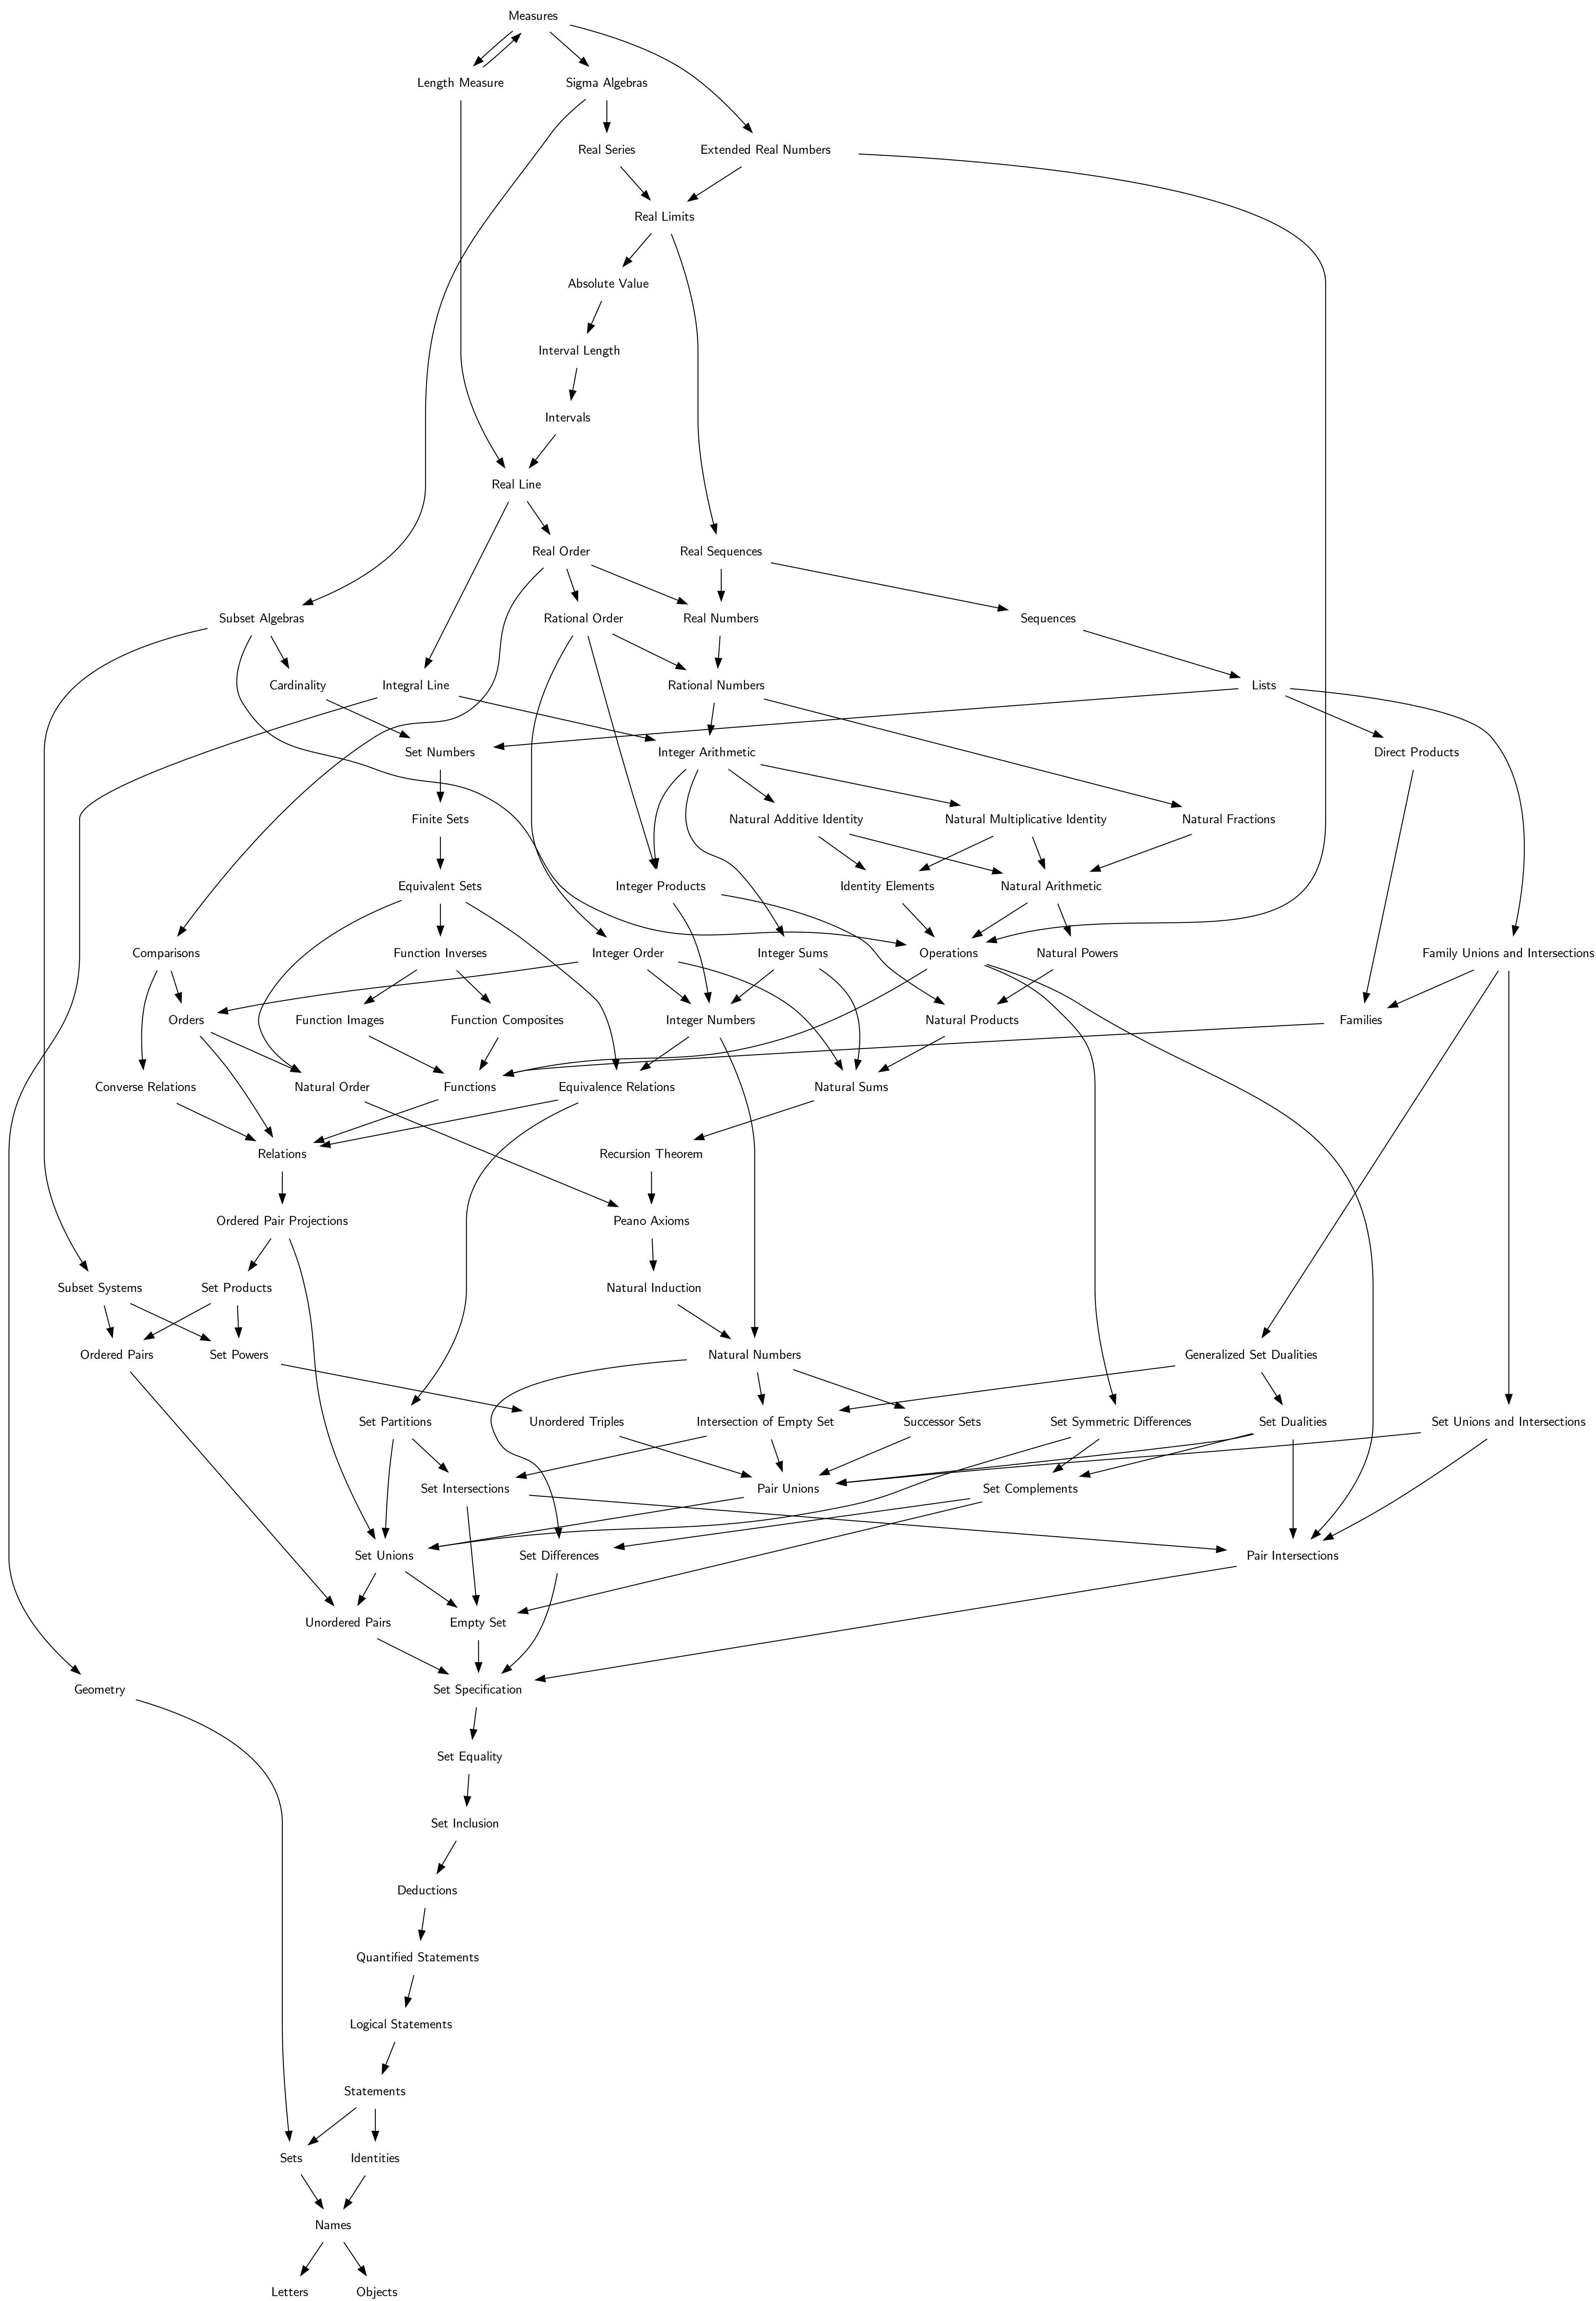 Measures
Length Measure
Sigma Algebras
Real Series
Extended Real Numbers
Real Limits
Absolute Value
Interval Length
Intervals
Real Line
Real Order
Real Sequences
Subset Algebras
Rational Order
Real Numbers
Sequences
Cardinality
Integral Line
Rational Numbers
Lists
Set Numbers
Integer Arithmetic
Direct Products
Finite Sets
Natural Additive Identity
Natural Multiplicative Identity
Natural Fractions
Equivalent Sets
Integer Products
Identity Elements
Natural Arithmetic
Comparisons
Function Inverses
Integer Order
Integer Sums
Operations
Natural Powers
Family Unions and Intersections
Orders
Function Images
Function Composites
Integer Numbers
Natural Products
Families
Converse Relations
Natural Order
Functions
Equivalence Relations
Natural Sums
Relations
Recursion Theorem
Ordered Pair Projections
Peano Axioms
Subset Systems
Set Products
Natural Induction
Ordered Pairs
Set Powers
Natural Numbers
Generalized Set Dualities
Set Partitions
Unordered Triples
Intersection of Empty Set
Successor Sets
Set Symmetric Differences
Set Dualities
Set Unions and Intersections
Set Intersections
Pair Unions
Set Complements
Set Unions
Set Differences
Pair Intersections
Unordered Pairs
Empty Set
Geometry
Set Specification
Set Equality
Set Inclusion
Deductions
Quantified Statements
Logical Statements
Statements
Sets
Identities
Names
Letters
Objects